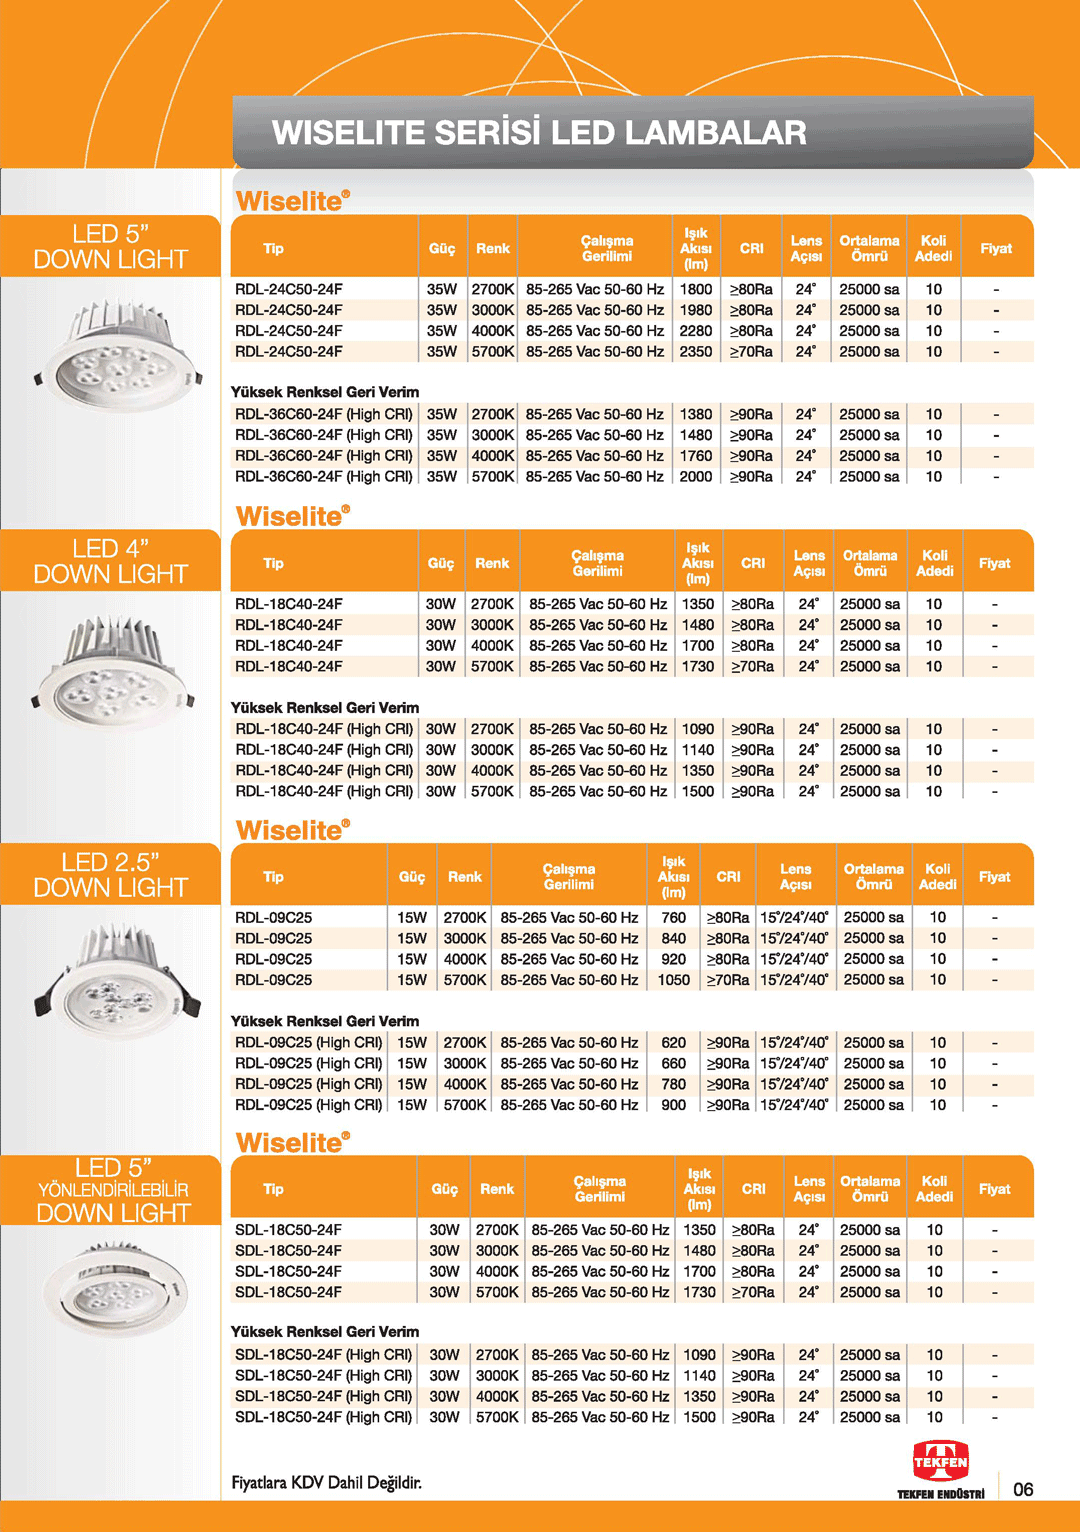 WISELITE SERİSİ LED LAMBALAR
Wiselite®
LED 5”
DOWN LIGHT
Tip Güç Renk Çalışma Gerilimi Işık Akısı (lm) CRI Lens Açısı Ortalama Ömrü Koli Adedi Fiyat
RDL-24C50-24F 35W 2700K 85-265 Vac 50-60 Hz 1800 ≥80Ra 24° 25000 sa 10 -
RDL-24C50-24F 35W 3000K 85-265 Vac 50-60 Hz 1980 ≥80Ra 24° 25000 sa 10 -
RDL-24C50-24F 35W 4000K 85-265 Vac 50-60 Hz 2280 ≥80Ra 24° 25000 sa 10 -
RDL-24C50-24F 35W 5700K 85-265 Vac 50-60 Hz 2350 ≥70Ra 24° 25000 sa 10 -
Yüksek Renksel Geri Verim
RDL-36C60-24F (High CRI) 35W 2700K 85-265 Vac 50-60 Hz 1380 ≥90Ra 24° 25000 sa 10 -
RDL-36C60-24F (High CRI) 35W 3000K 85-265 Vac 50-60 Hz 1480 ≥90Ra 24° 25000 sa 10 -
RDL-36C60-24F (High CRI) 35W 4000K 85-265 Vac 50-60 Hz 1760 ≥90Ra 24° 25000 sa 10 -
RDL-36C60-24F (High CRI) 35W 5700K 85-265 Vac 50-60 Hz 2000 ≥90Ra 24° 25000 sa 10 -
Wiselite®
LED 4”
DOWN LIGHT
Tip Güç Renk Çalışma Gerilimi Işık Akısı (lm) CRI Lens Açısı Ortalama Ömrü Koli Adedi Fiyat
RDL-18C40-24F 30W 2700K 85-265 Vac 50-60 Hz 1350 ≥80Ra 24° 25000 sa 10 -
RDL-18C40-24F 30W 3000K 85-265 Vac 50-60 Hz 1480 ≥80Ra 24° 25000 sa 10 -
RDL-18C40-24F 30W 4000K 85-265 Vac 50-60 Hz 1700 ≥80Ra 24° 25000 sa 10 -
RDL-18C40-24F 30W 5700K 85-265 Vac 50-60 Hz 1730 ≥70Ra 24° 25000 sa 10 -
Yüksek Renksel Geri Verim
RDL-18C40-24F (High CRI) 30W 2700K 85-265 Vac 50-60 Hz 1090 ≥90Ra 24° 25000 sa 10 -
RDL-18C40-24F (High CRI) 30W 3000K 85-265 Vac 50-60 Hz 1140 ≥90Ra 24° 25000 sa 10 -
RDL-18C40-24F (High CRI) 30W 4000K 85-265 Vac 50-60 Hz 1350 ≥90Ra 24° 25000 sa 10 -
RDL-18C40-24F (High CRI) 30W 5700K 85-265 Vac 50-60 Hz 1500 ≥90Ra 24° 25000 sa 10 -
Wiselite®
LED 2.5”
DOWN LIGHT
Tip Güç Renk Çalışma Gerilimi Işık Akısı (lm) CRI Lens Açısı Ortalama Ömrü Koli Adedi Fiyat
RDL-09C25 15W 2700K 85-265 Vac 50-60 Hz 760 ≥80Ra 15°/24°/40° 25000 sa 10 -
RDL-09C25 15W 3000K 85-265 Vac 50-60 Hz 840 ≥80Ra 15°/24°/40° 25000 sa 10 -
RDL-09C25 15W 4000K 85-265 Vac 50-60 Hz 920 ≥80Ra 15°/24°/40° 25000 sa 10 -
RDL-09C25 15W 5700K 85-265 Vac 50-60 Hz 1050 ≥70Ra 15°/24°/40° 25000 sa 10 -
Yüksek Renksel Geri Verim
RDL-09C25 (High CRI) 15W 2700K 85-265 Vac 50-60 Hz 620 ≥90Ra 15°/24°/40° 25000 sa 10 -
RDL-09C25 (High CRI) 15W 3000K 85-265 Vac 50-60 Hz 660 ≥90Ra 15°/24°/40° 25000 sa 10 -
RDL-09C25 (High CRI) 15W 4000K 85-265 Vac 50-60 Hz 780 ≥90Ra 15°/24°/40° 25000 sa 10 -
RDL-09C25 (High CRI) 15W 5700K 85-265 Vac 50-60 Hz 900 ≥90Ra 15°/24°/40° 25000 sa 10 -
Wiselite®
LED 5”
YÖNLENDİRİLEBİLİR
DOWN LIGHT
Tip Güç Renk Çalışma Gerilimi Işık Akısı (lm) CRI Lens Açısı Ortalama Ömrü Koli Adedi Fiyat
SDL-18C50-24F 30W 2700K 85-265 Vac 50-60 Hz 1350 ≥80Ra 24° 25000 sa 10 -
SDL-18C50-24F 30W 3000K 85-265 Vac 50-60 Hz 1480 ≥80Ra 24° 25000 sa 10 -
SDL-18C50-24F 30W 4000K 85-265 Vac 50-60 Hz 1700 ≥80Ra 24° 25000 sa 10 -
SDL-18C50-24F 30W 5700K 85-265 Vac 50-60 Hz 1730 ≥70Ra 24° 25000 sa 10 -
Yüksek Renksel Geri Verim
SDL-18C50-24F (High CRI) 30W 2700K 85-265 Vac 50-60 Hz 1090 ≥90Ra 24° 25000 sa 10 -
SDL-18C50-24F (High CRI) 30W 3000K 85-265 Vac 50-60 Hz 1140 ≥90Ra 24° 25000 sa 10 -
SDL-18C50-24F (High CRI) 30W 4000K 85-265 Vac 50-60 Hz 1350 ≥90Ra 24° 25000 sa 10 -
SDL-18C50-24F (High CRI) 30W 5700K 85-265 Vac 50-60 Hz 1500 ≥90Ra 24° 25000 sa 10 -
Fiyatlara KDV Dahil Değildir.
TEKFEN
TEKFEN ENDÜSTRİ
06